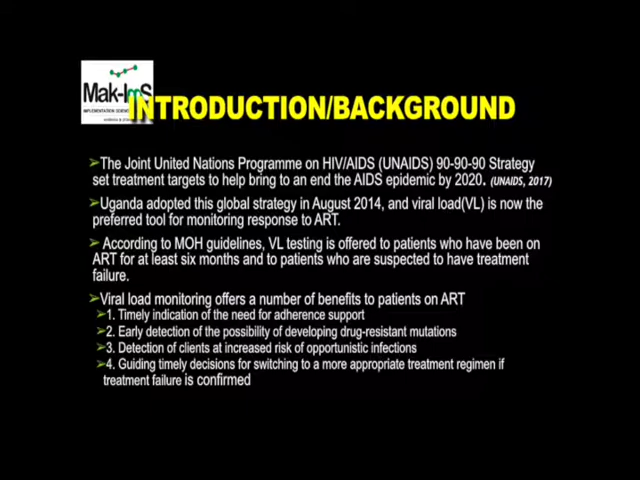 Mak-ImS
INTRODUCTION/BACKGROUND
➢The Joint United Nations Programme on HIV/AIDS (UNAIDS) 90-90-90 Strategy
set treatment targets to help bring to an end the AIDS epidemic by 2020. (UNAIDS, 2017)
➢Uganda adopted this global strategy in August 2014, and viral load(VL) is now the
preferred tool for monitoring response to ART.
➢ According to MOH guidelines, VL testing is offered to patients who have been on
ART for at least six months and to patients who are suspected to have treatment
failure.
➢Viral load monitoring offers a number of benefits to patients on ART
➢1. Timely indication of the need for adherence support
➢2. Early detection of the possibility of developing drug-resistant mutations
➢3. Detection of clients at increased risk of opportunistic infections
➢4. Guiding timely decisions for switching to a more appropriate treatment regimen if
treatment failure is confirmed